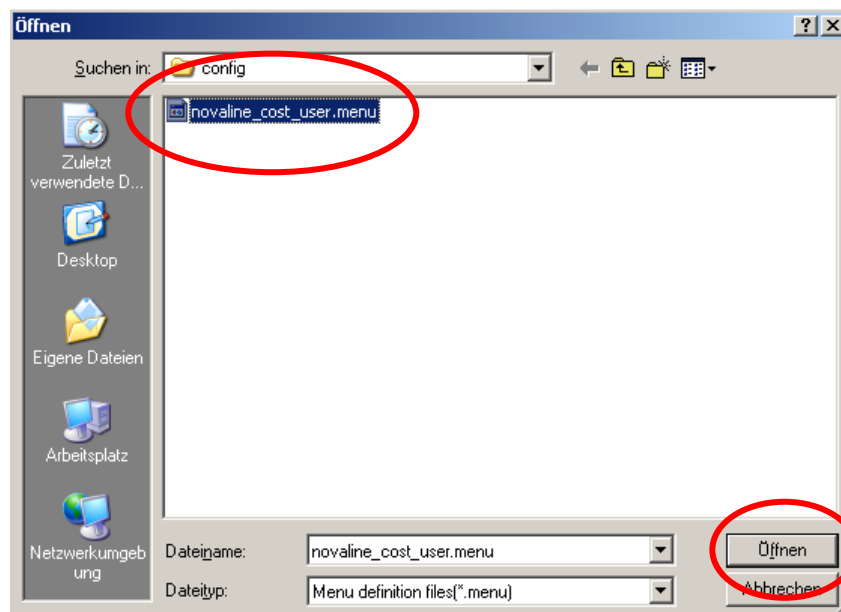 Öffnen
Suchen in:
config
novaline_cost_user.menu
Zuletzt
verwendete D...
Desktop
Eigene Dateien
Arbeitsplatz
Netzwerkumgeb
ung
Dateiname:
novaline_cost_user.menu
Öffnen
Dateityp:
Menu definition files(*.menu)
Abbrechen